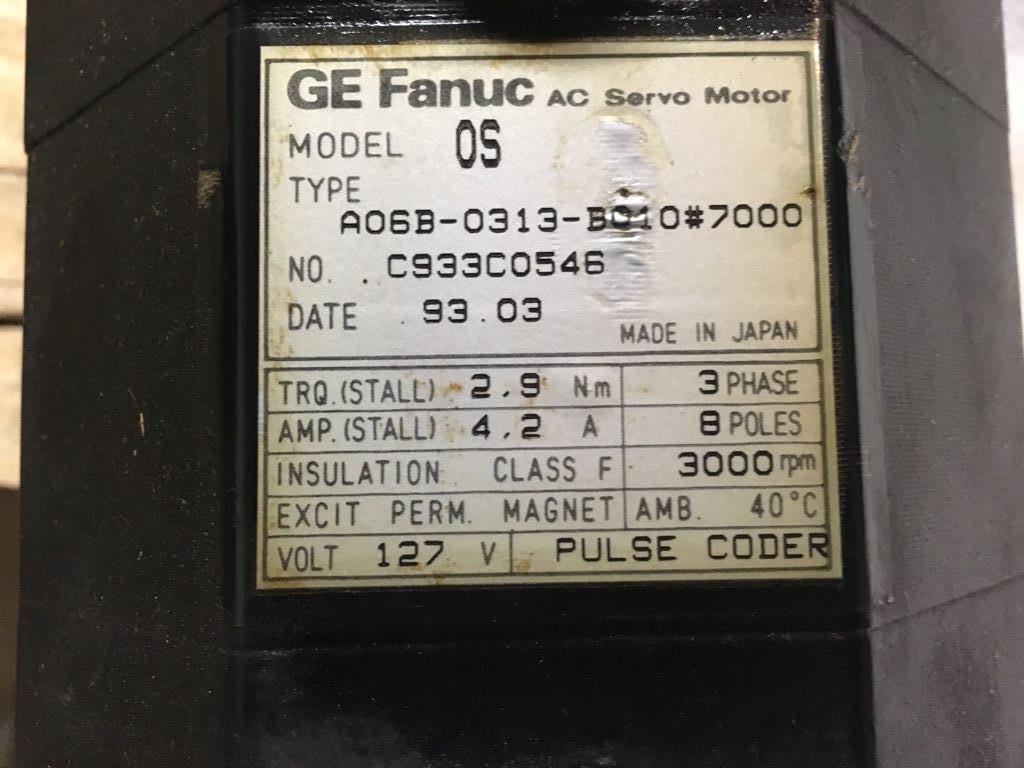 GE Fanuc AC Servo Motor
MODEL 0S
TYPE
A06B-0313-B010#7000
NO. C933C0546
DATE 93.03
MADE IN JAPAN
TRQ.(STALL) 2.9 Nm 3 PHASE
AMP.(STALL) 4.2 A 8 POLES
INSULATION CLASS F 3000 rpm
EXCIT PERM. MAGNET AMB. 40°C
VOLT 127 V PULSE CODER